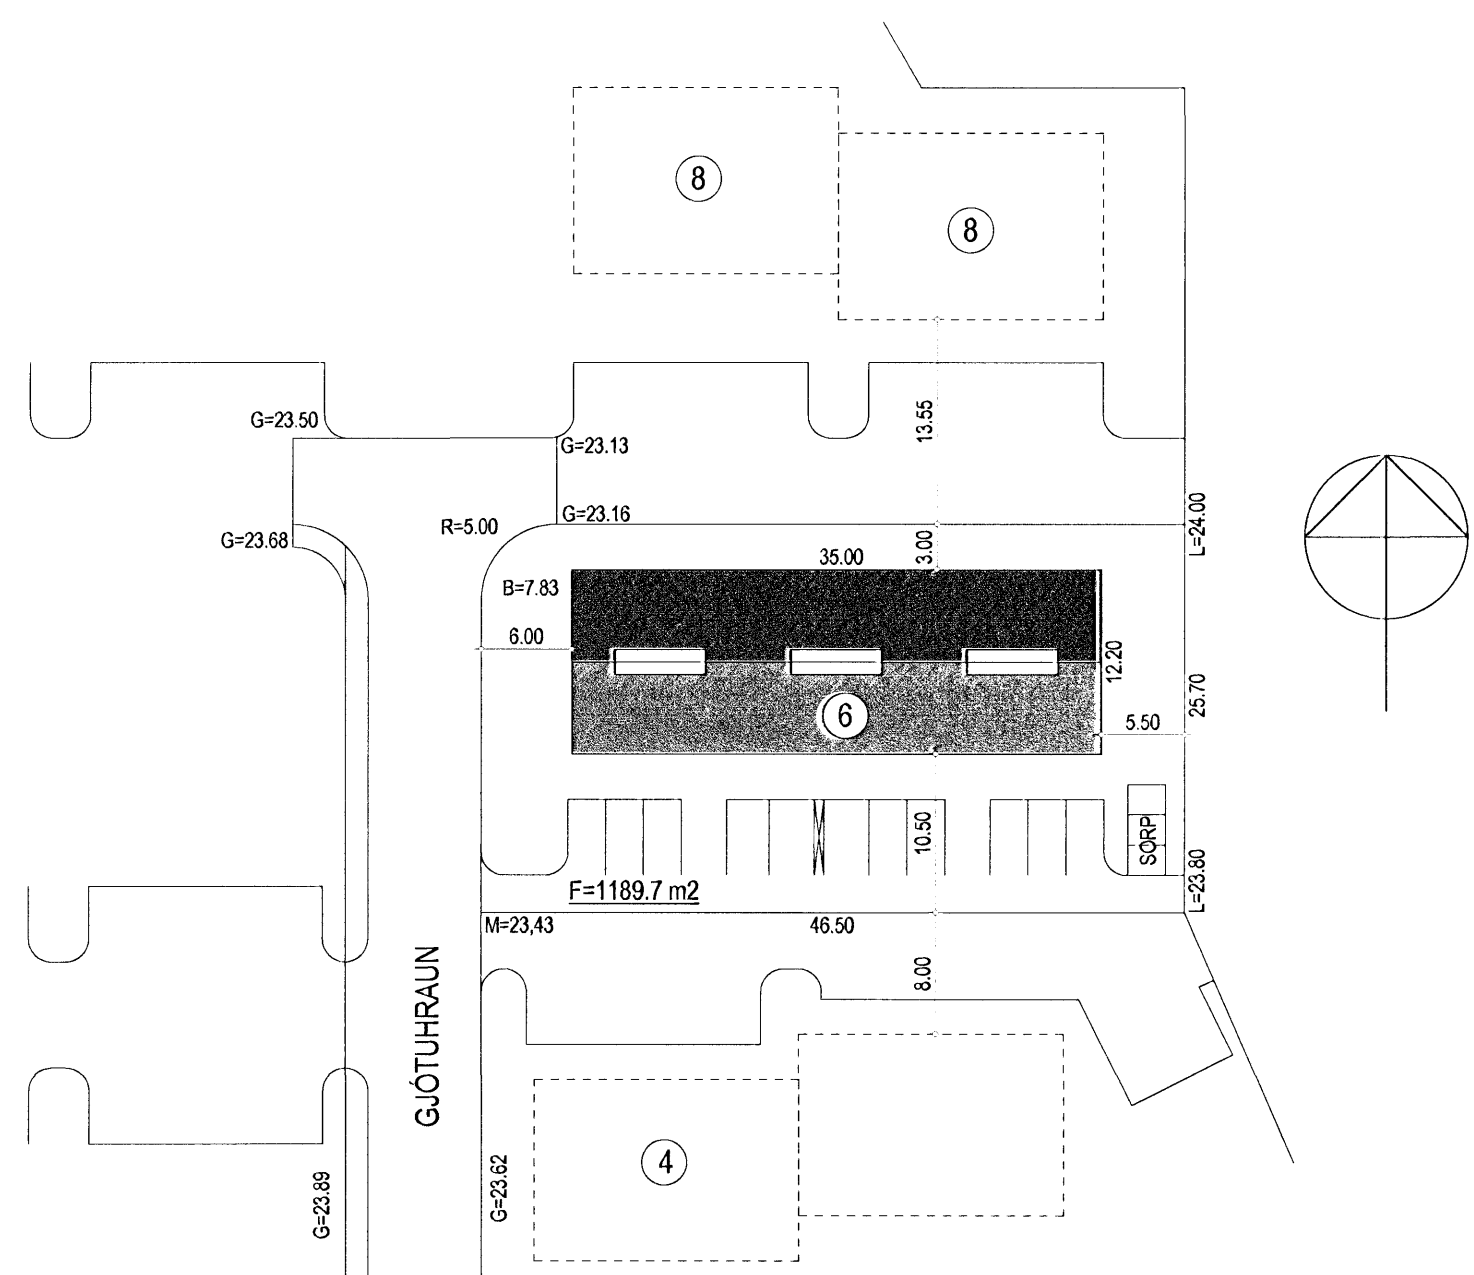 8
8
G=23.50
G=23.13
13.55
R=5.00
G=23.16
G=23.68
L=24.00
3.00
35.00
B=7.83
6.00
12.20
25.70
6
5.50
10.50
SORP
F=1189.7 m2
L=23.80
M=23,43
46.50
8.00
GJÓTUHRAUN
4
G=23.89
G=23.62